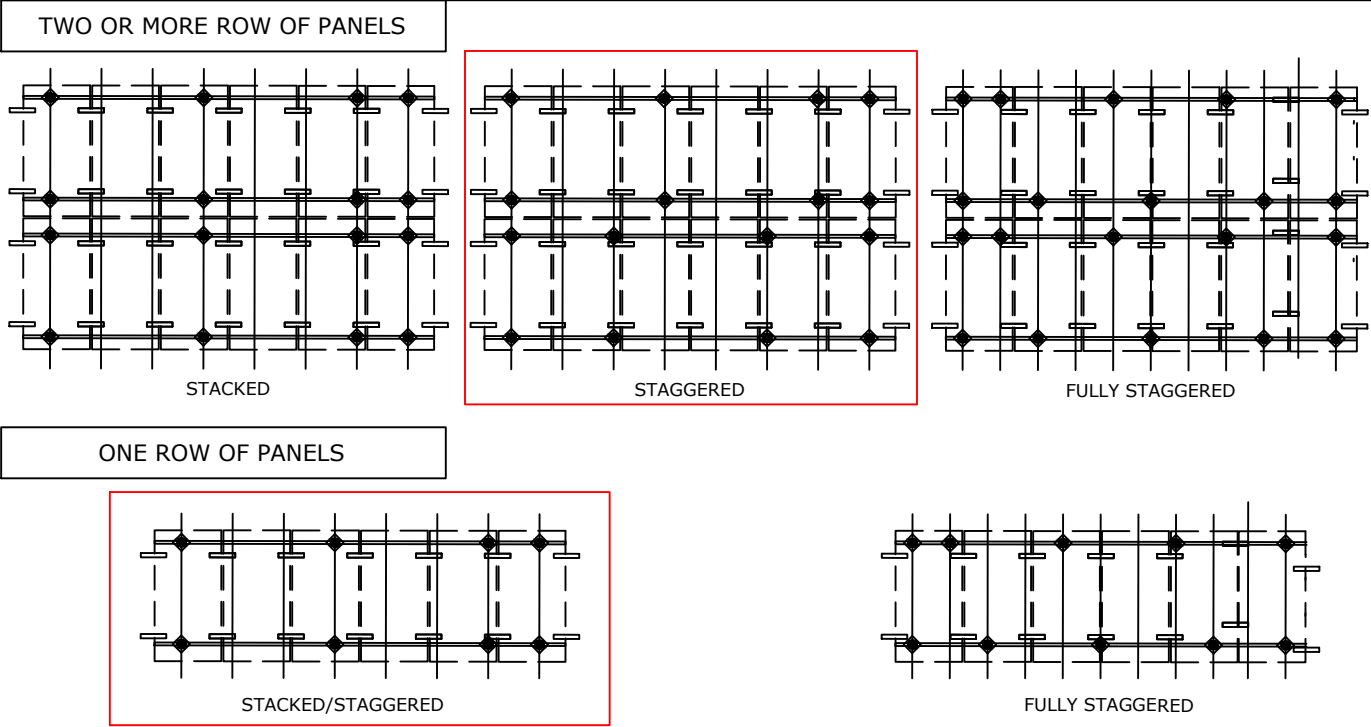 TWO OR MORE ROW OF PANELS
STACKED
STAGGERED
FULLY STAGGERED
ONE ROW OF PANELS
STACKED/STAGGERED
FULLY STAGGERED